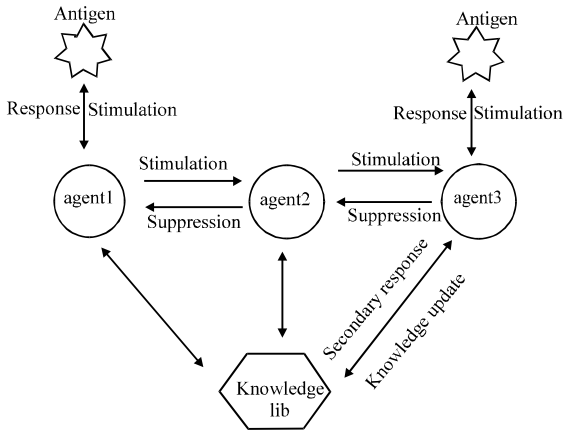 Antigen
Antigen
Response
Stimulation
Response
Stimulation
Stimulation
Stimulation
agent1
agent2
agent3
Suppression
Suppression
Secondary response
Knowledge update
Knowledge
lib